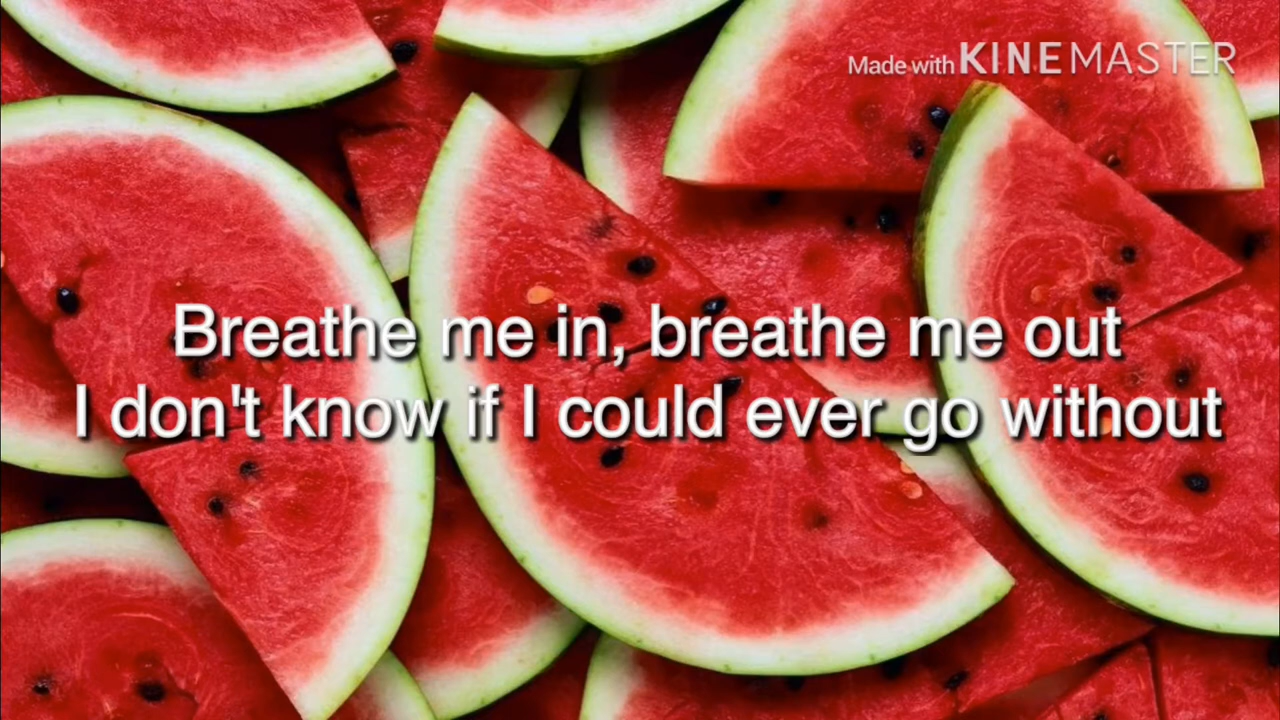 Made with KINEMASTER
Breathe me in, breathe me out
I don't know if I could ever go without